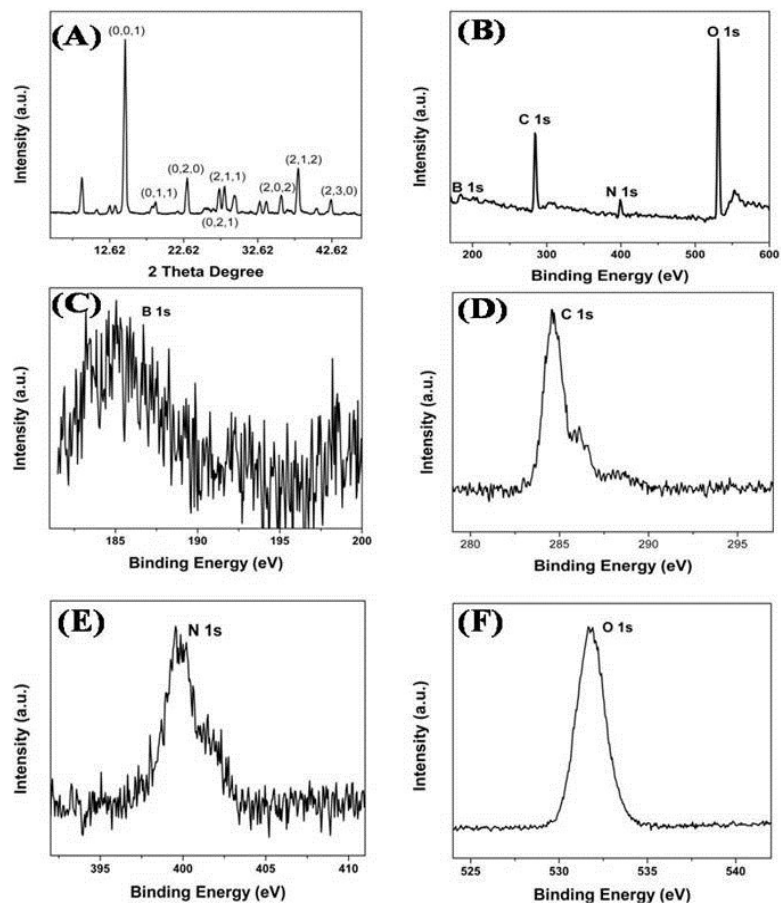 (A)
(0,0,1)
(0,1,1)
(0,2,0)
(0,2,1)
(2,1,1)
(2,0,2)
(2,1,2)
(2,3,0)
Intensity (a.u.)
12.62 22.62 32.62 42.62
2 Theta Degree
(B)
B 1s
C 1s
N 1s
O 1s
Intensity (a.u.)
200 300 400 500 600
Binding Energy (eV)
(C)
B 1s
Intensity (a.u.)
185 190 195 200
Binding Energy (eV)
(D)
C 1s
Intensity (a.u.)
280 285 290 295
Binding Energy (eV)
(E)
N 1s
Intensity (a.u.)
395 400 405 410
Binding Energy (eV)
(F)
O 1s
Intensity (a.u.)
525 530 535 540
Binding Energy (eV)